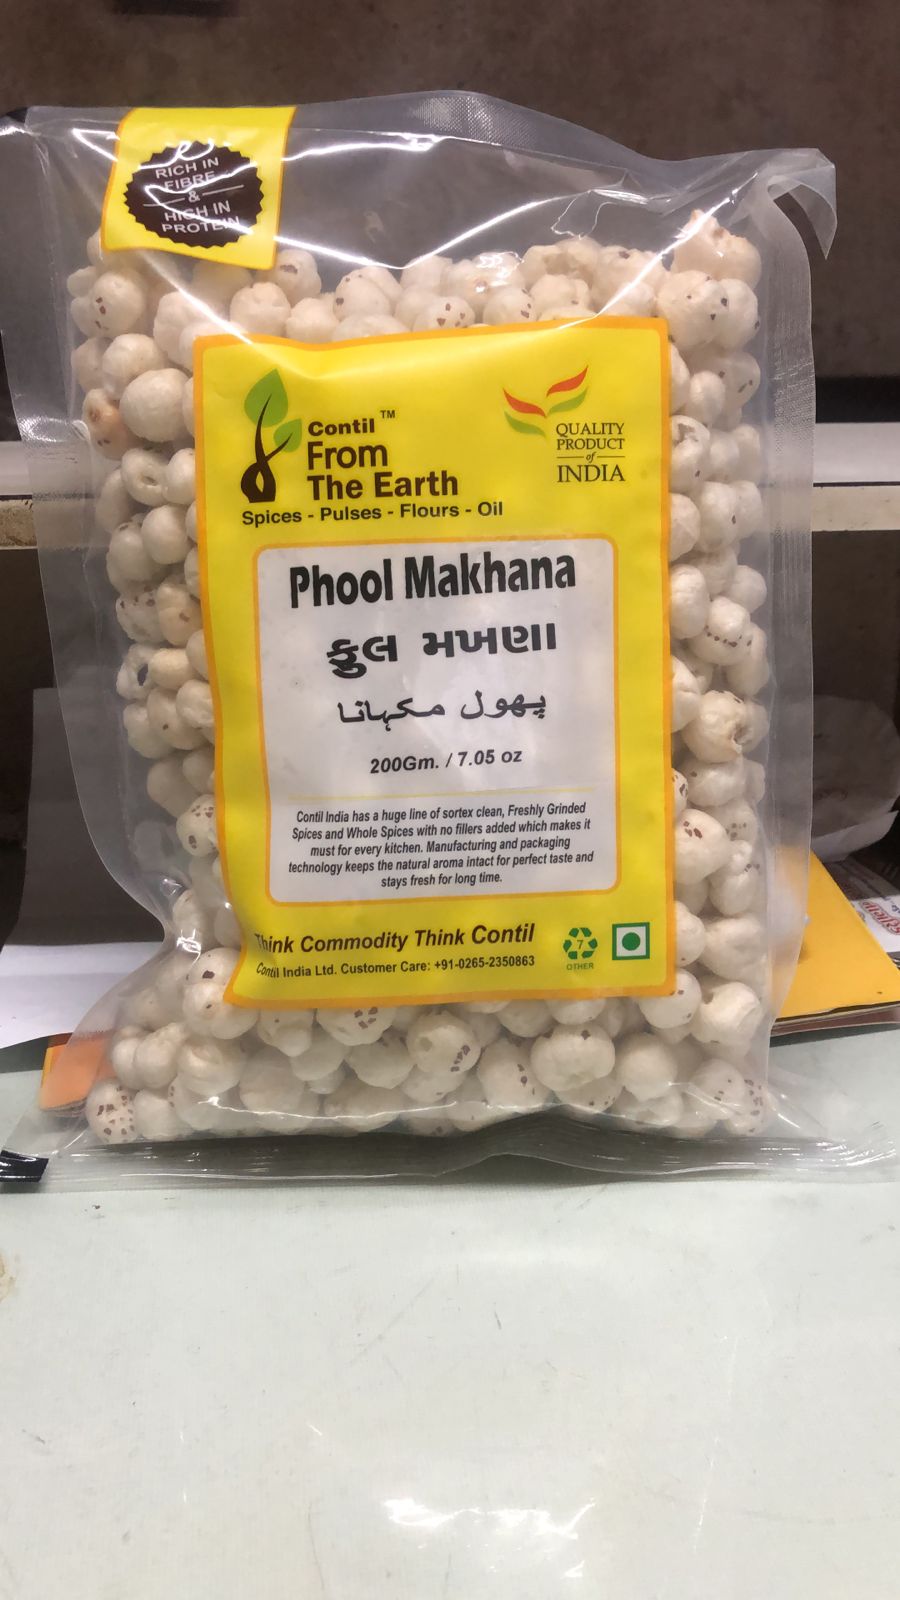 RICH IN
FIBRE
&
HIGH IN
PROTEIN
Contil™
From
The Earth
Spices - Pulses - Flours - Oil
QUALITY
PRODUCT
of
INDIA
Phool Makhana
ફુલ મખણા
پھول مکہانا
200Gm. / 7.05 oz
Contil India has a huge line of sortex clean, Freshly Grinded
Spices and Whole Spices with no fillers added which makes it
must for every kitchen. Manufacturing and packaging
technology keeps the natural aroma intact for perfect taste and
stays fresh for long time.
Think Commodity Think Contil
Contil India Ltd. Customer Care: +91-0265-2350863
7
OTHER